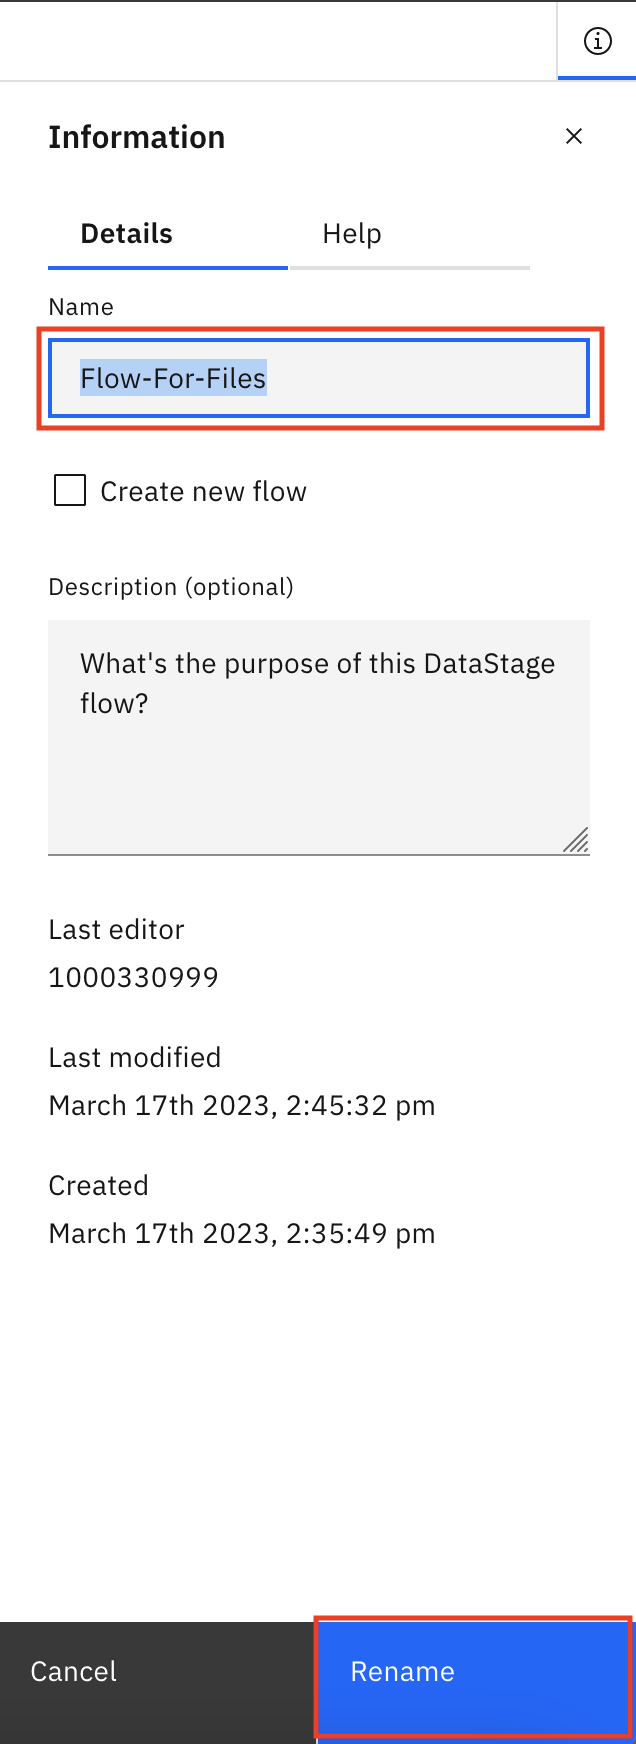 Information
Details
Help
Name
Flow-For-Files
Create new flow
Description (optional)
What's the purpose of this DataStage
flow?
Last editor
1000330999
Last modified
March 17th 2023, 2:45:32 pm
Created
March 17th 2023, 2:35:49 pm
Cancel
Rename